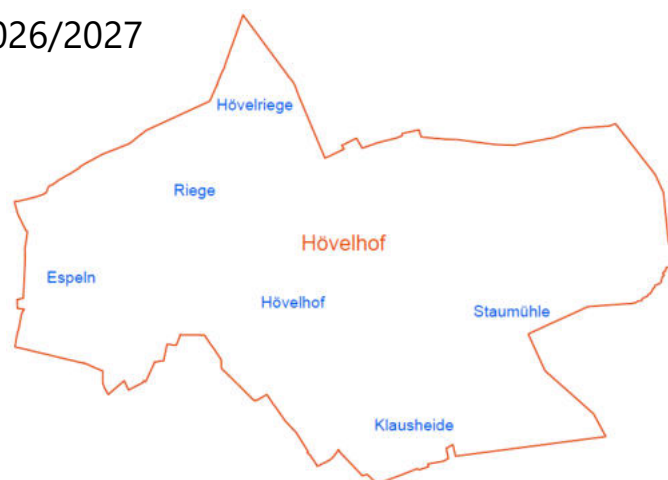 026/2027
Hövelriege
Riege
Hövelhof
Espeln
Hövelhof
Staumühle
Klausheide